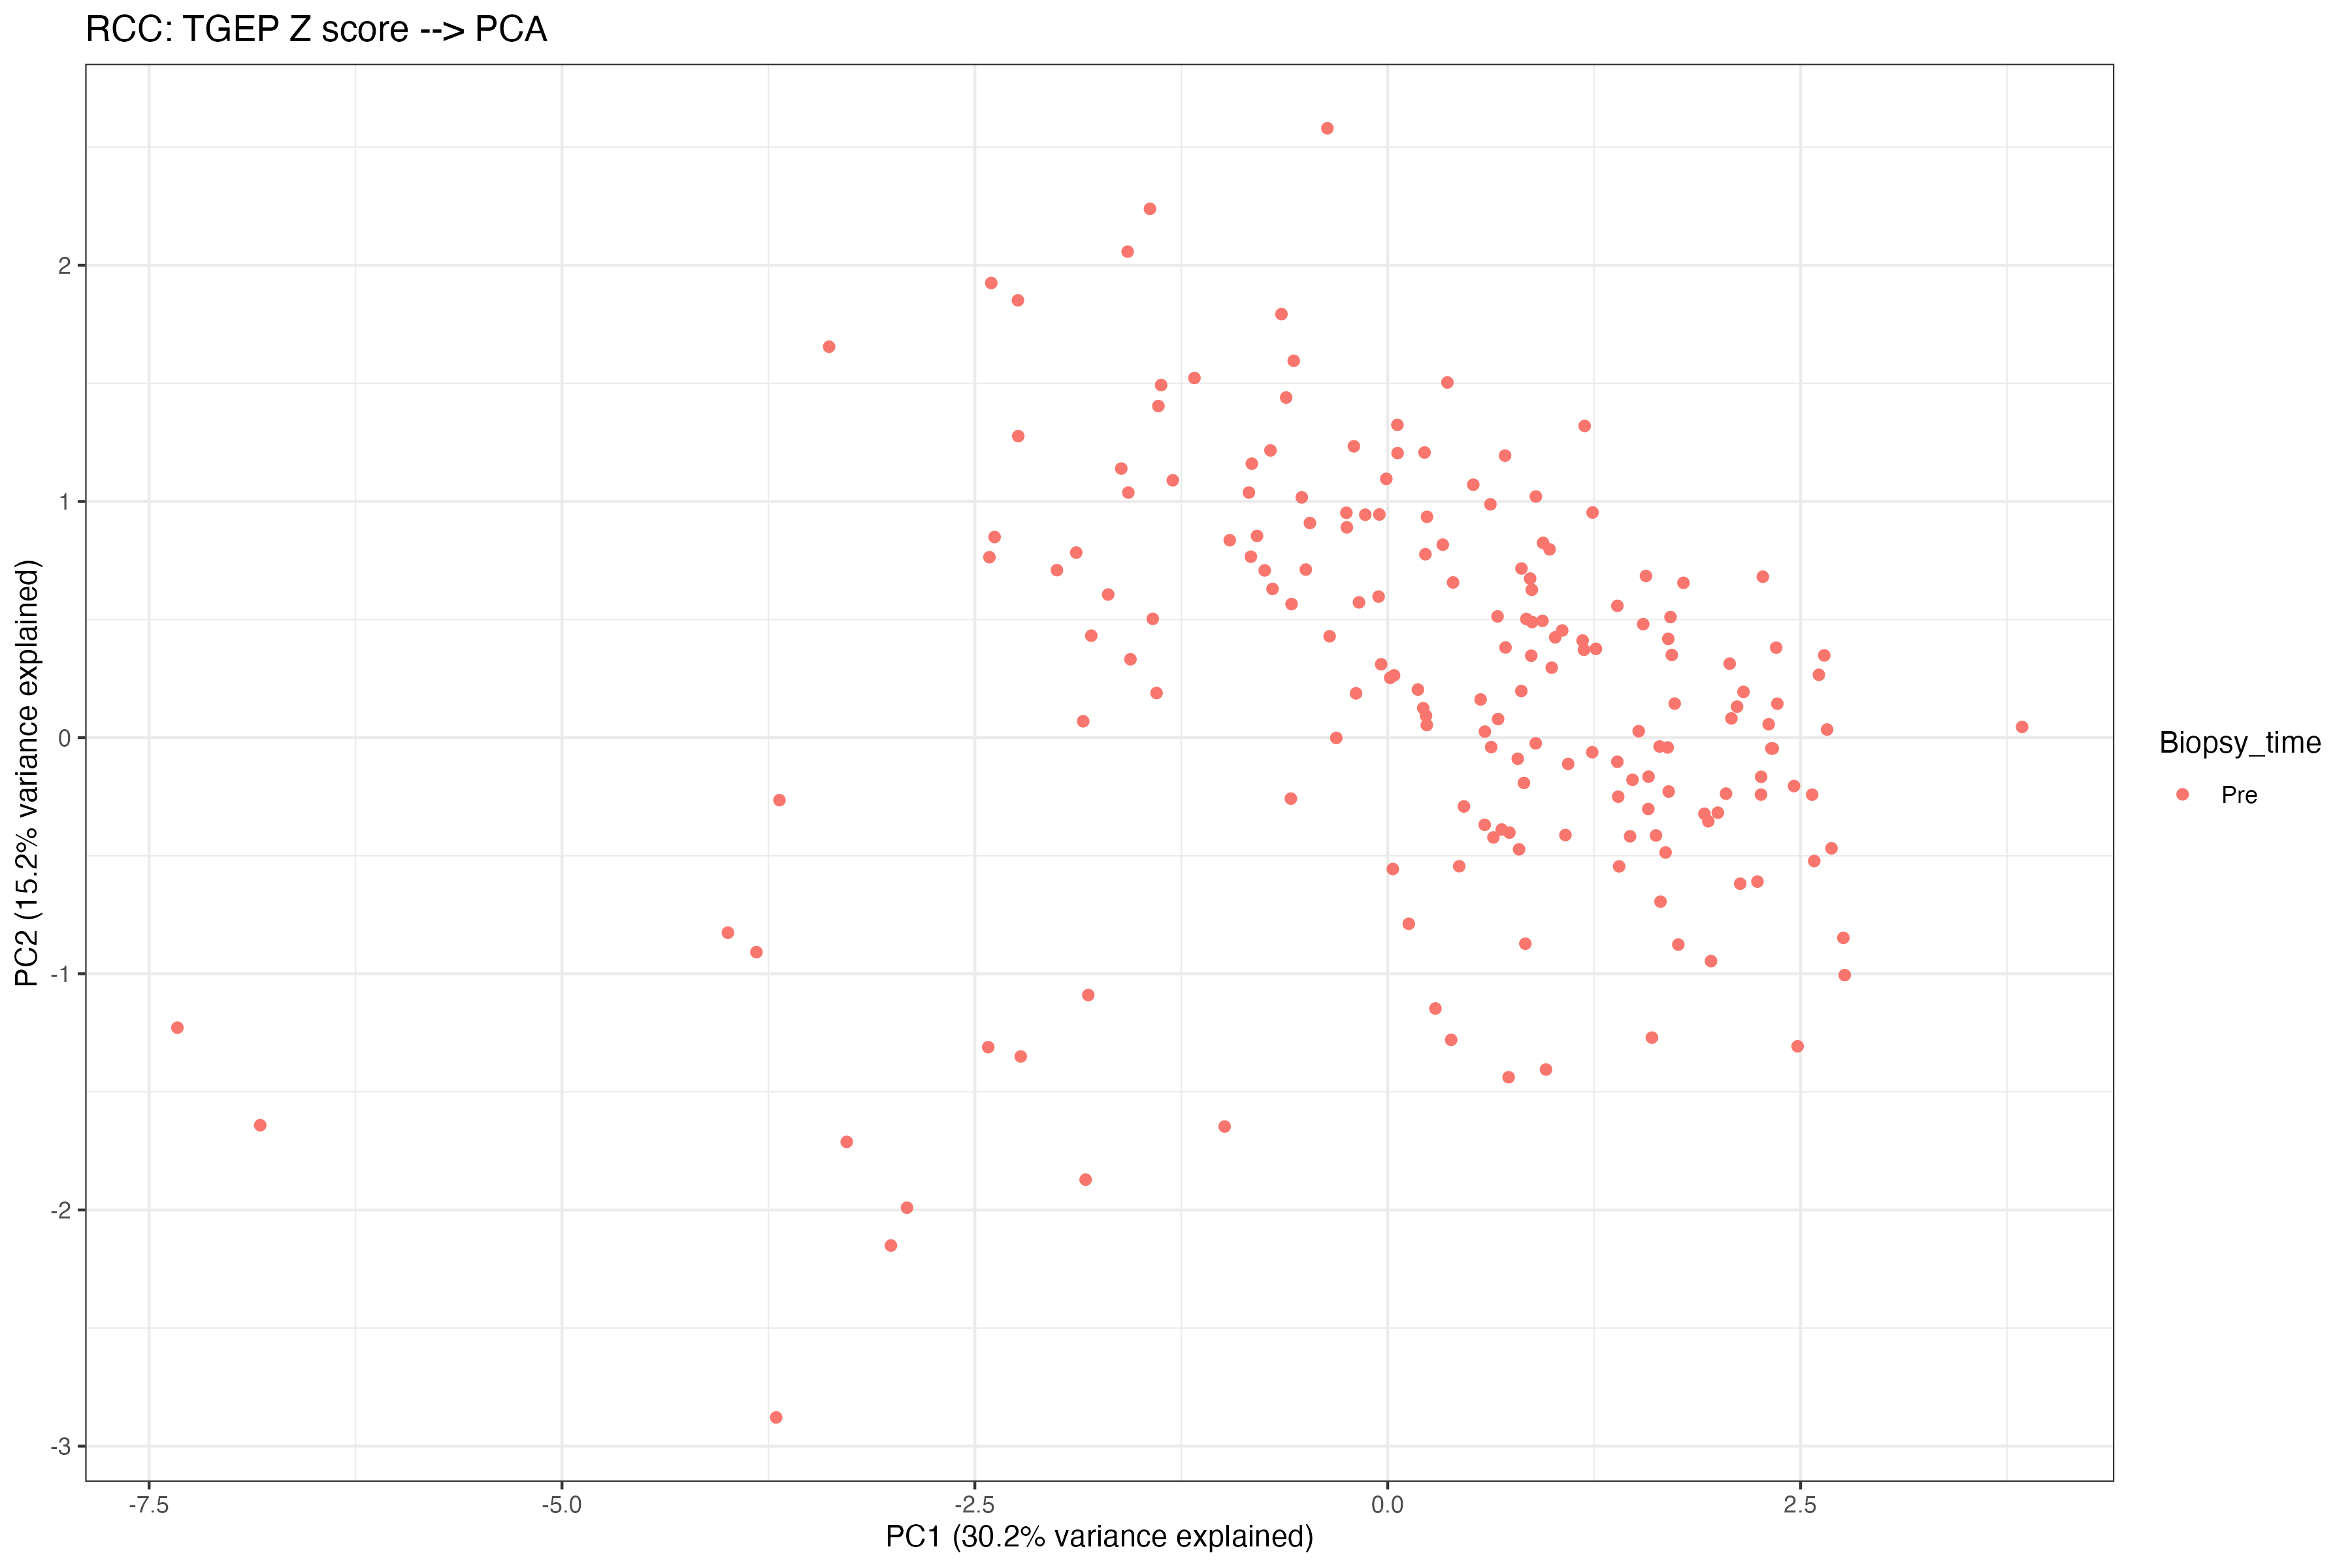 RCC: TGEP Z score --> PCA
2
1
0
-1
-2
-3
PC2 (15.2% variance explained)
-7.5
-5.0
-2.5
0.0
2.5
PC1 (30.2% variance explained)
Biopsy_time
Pre